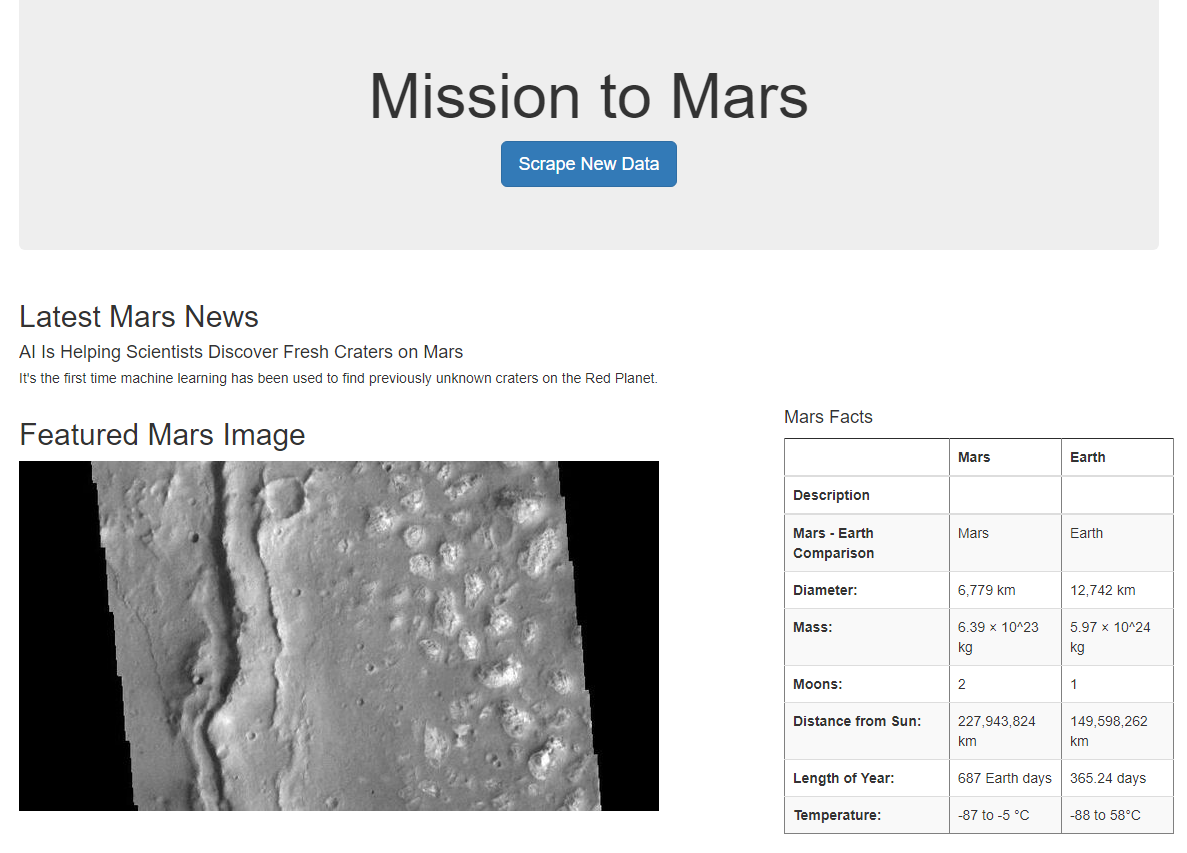 Mission to Mars
Scrape New Data
Latest Mars News
AI Is Helping Scientists Discover Fresh Craters on Mars
It's the first time machine learning has been used to find previously unknown craters on the Red Planet.
Featured Mars Image
Mars Facts
Mars Earth
Description
Mars - Earth Comparison Mars Earth
Diameter: 6,779 km 12,742 km
Mass: 6.39 × 10^23 kg 5.97 × 10^24 kg
Moons: 2 1
Distance from Sun: 227,943,824 km 149,598,262 km
Length of Year: 687 Earth days 365.24 days
Temperature: -87 to -5 °C -88 to 58°C